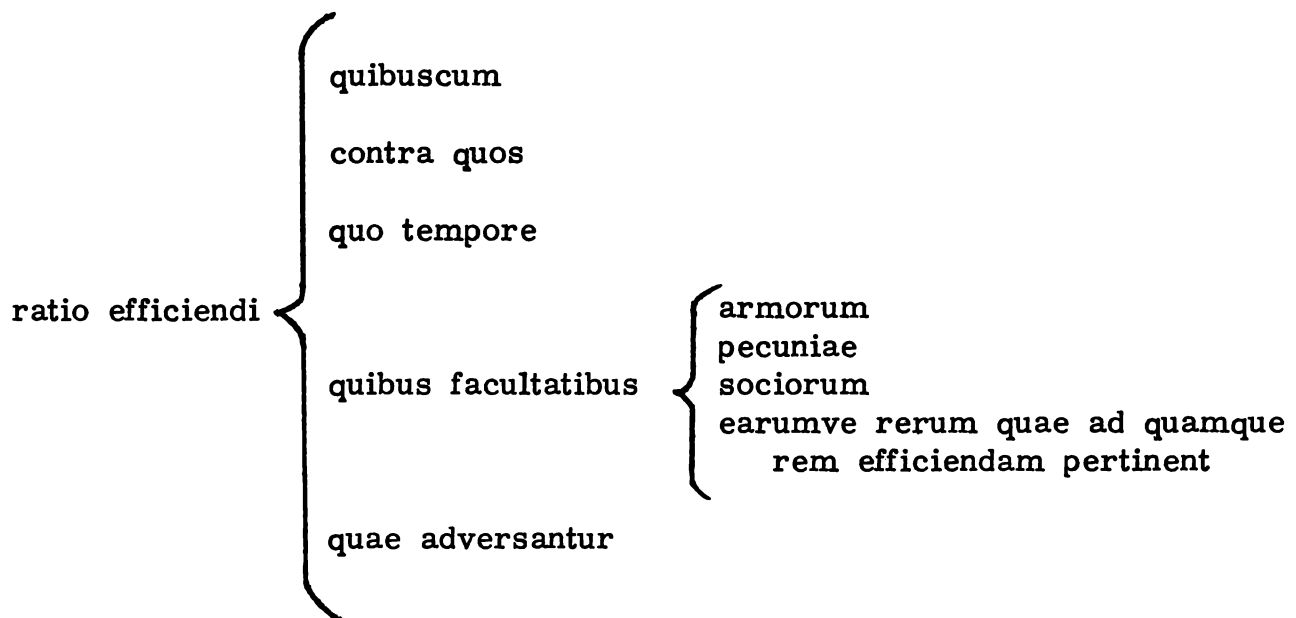 quibuscum
contra quos
quo tempore
ratio efficiendi
quibus facultatibus
armorum
pecuniae
sociorum
earumve rerum quae ad quamque
rem efficiendam pertinent
quae adversantur